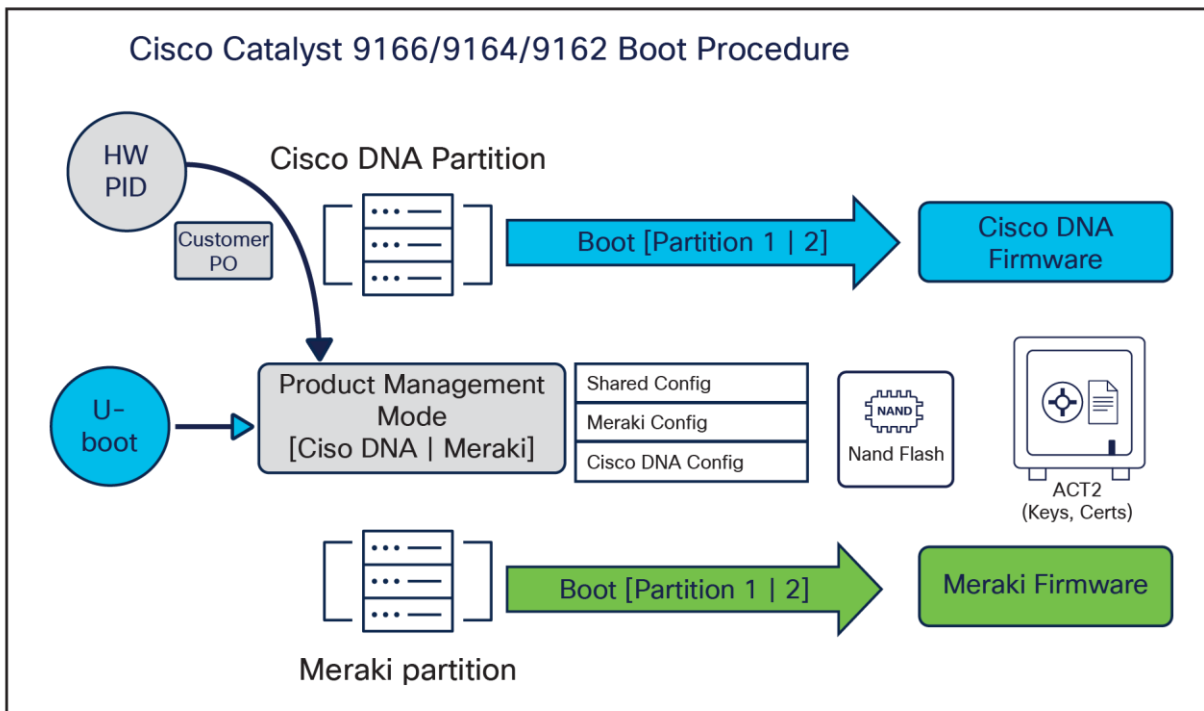 Cisco Catalyst 9166/9164/9162 Boot Procedure
HW
PID
Customer
PO
Cisco DNA Partition
Boot [Partition 1 | 2]
Cisco DNA
Firmware
U-
boot
Product Management
Mode
[Ciso DNA | Meraki]
Shared Config
Meraki Config
Cisco DNA Config
NAND
Nand Flash
ACT2
(Keys, Certs)
Boot [Partition 1 | 2]
Meraki Firmware
Meraki partition